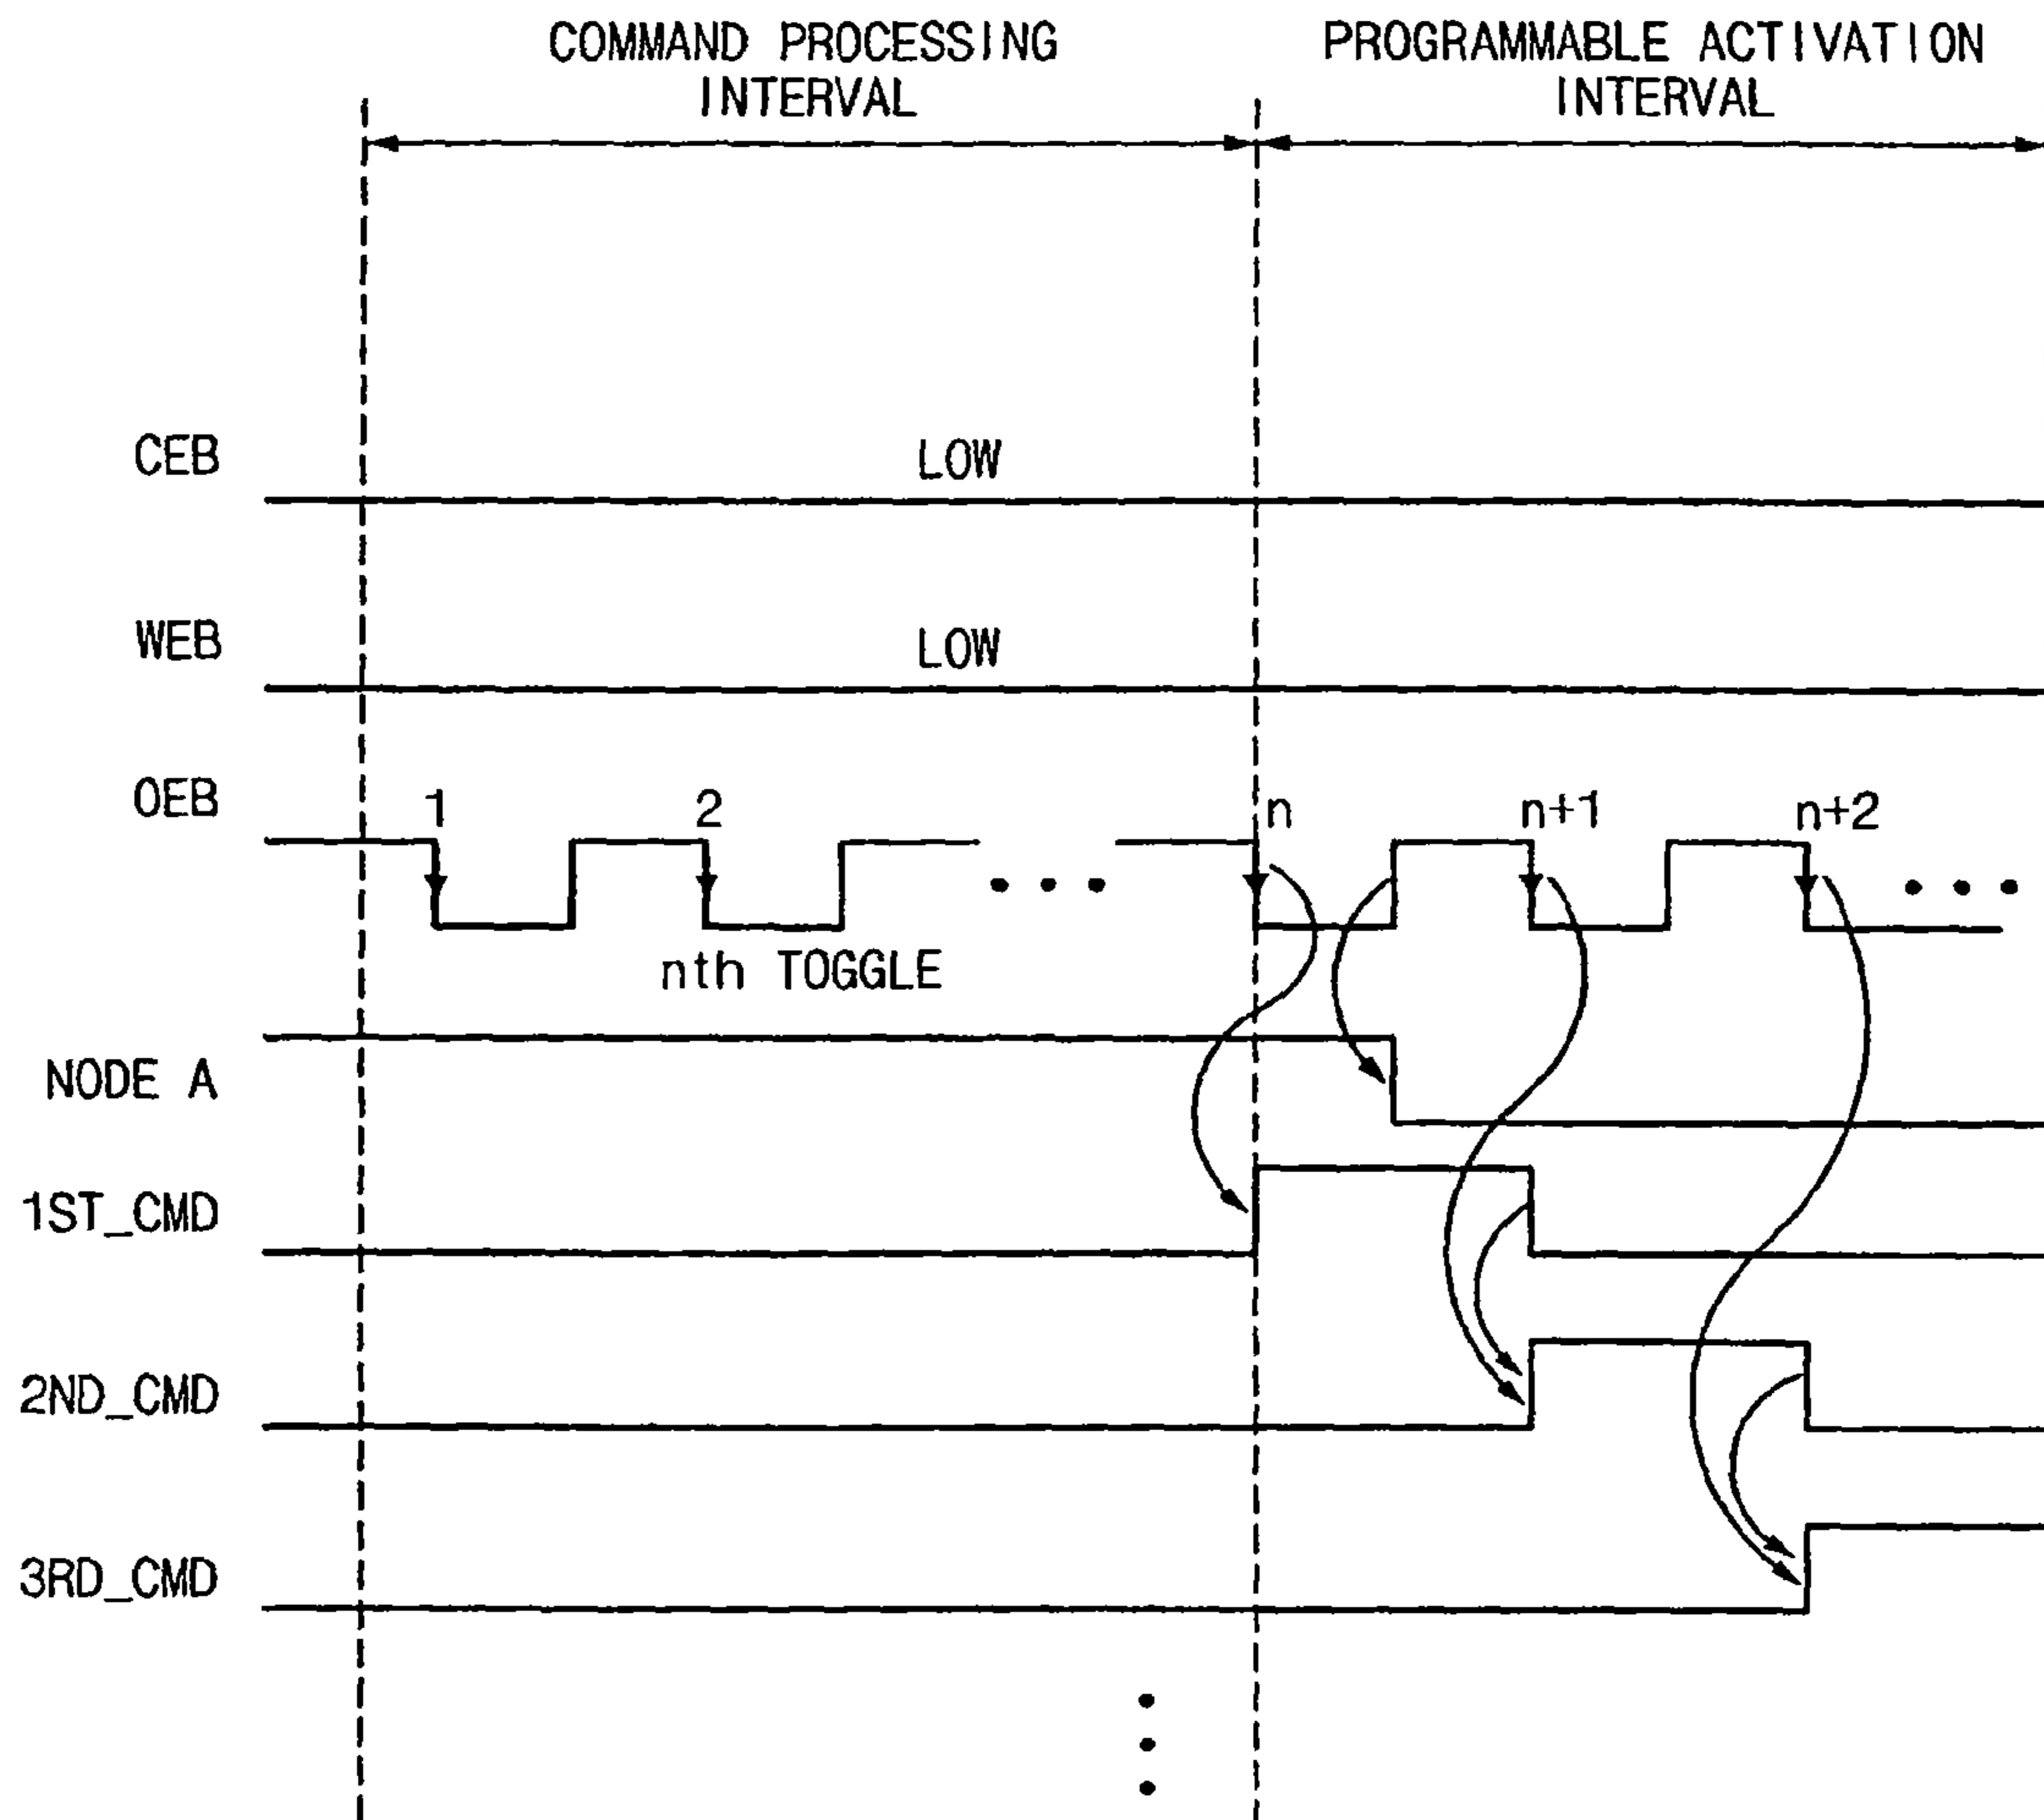 COMMAND PROCESSING
INTERVAL
PROGRAMMABLE ACTIVATION
INTERVAL
CEB
LOW
WEB
LOW
OEB
1
2
n
n+1
n+2
nth TOGGLE
NODE A
1ST_CMD
2ND_CMD
3RD_CMD